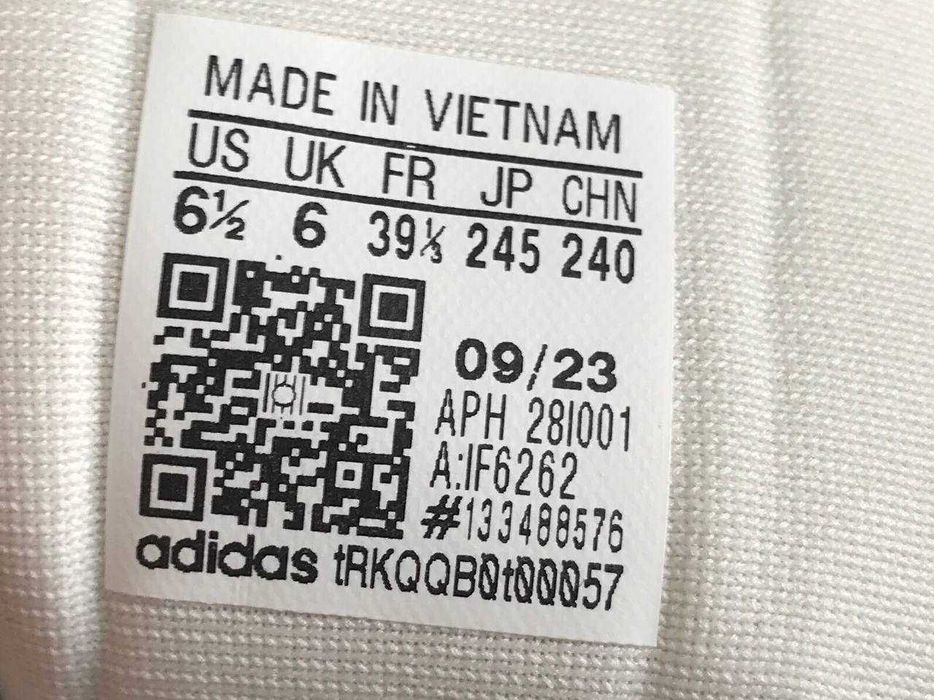 MADE IN VIETNAM
US UK FR JP CHN
6½ 6 39⅓ 245 240
09/23
APH 28I001
A:IF6262
#133488576
adidas tRKQQB0t00057